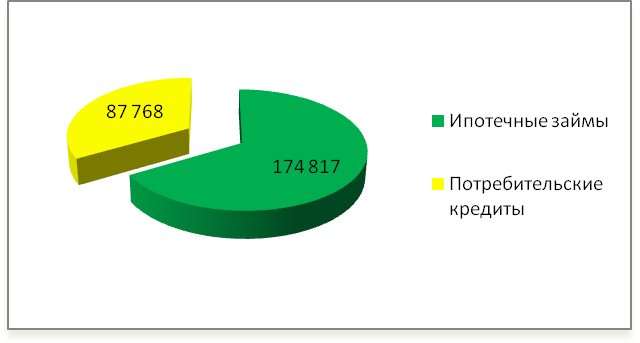 87 768
174 817
Ипотечные займы
Потребительские
кредиты